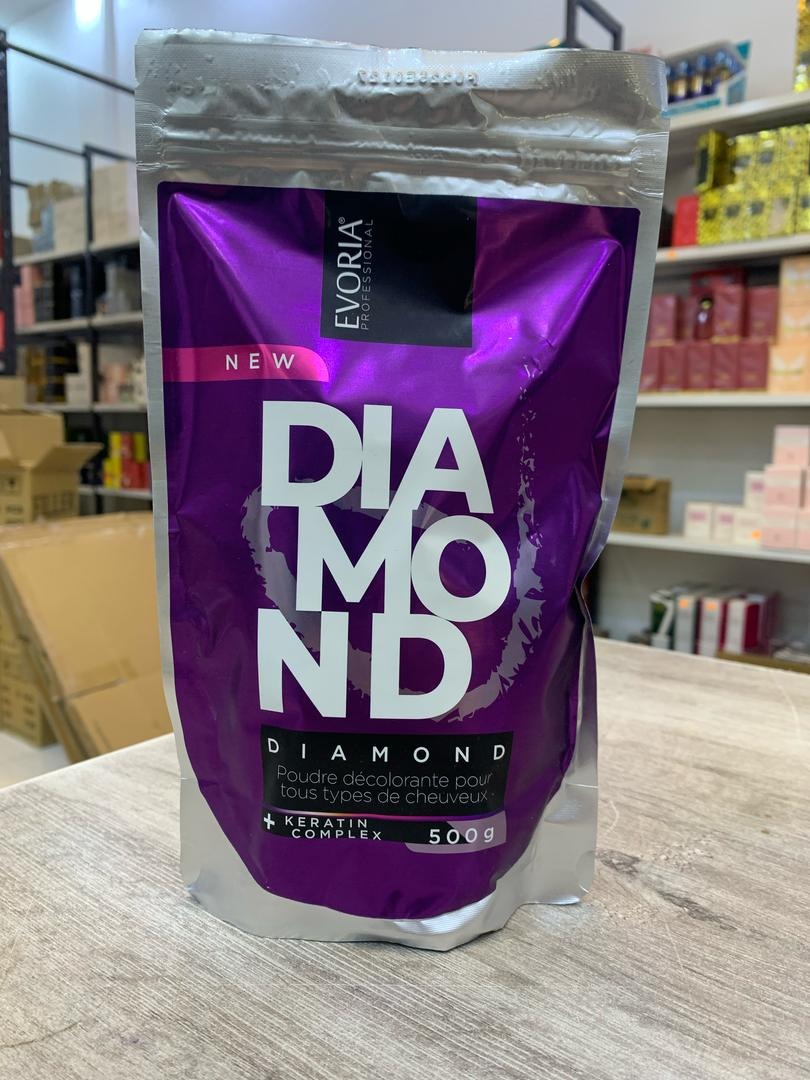 EVORIA®
PROFESSIONAL
NEW
DIA
MO
ND
DIAMOND
Poudre décolorante pour
tous types de cheuveux
+ KERATIN
COMPLEX
500g